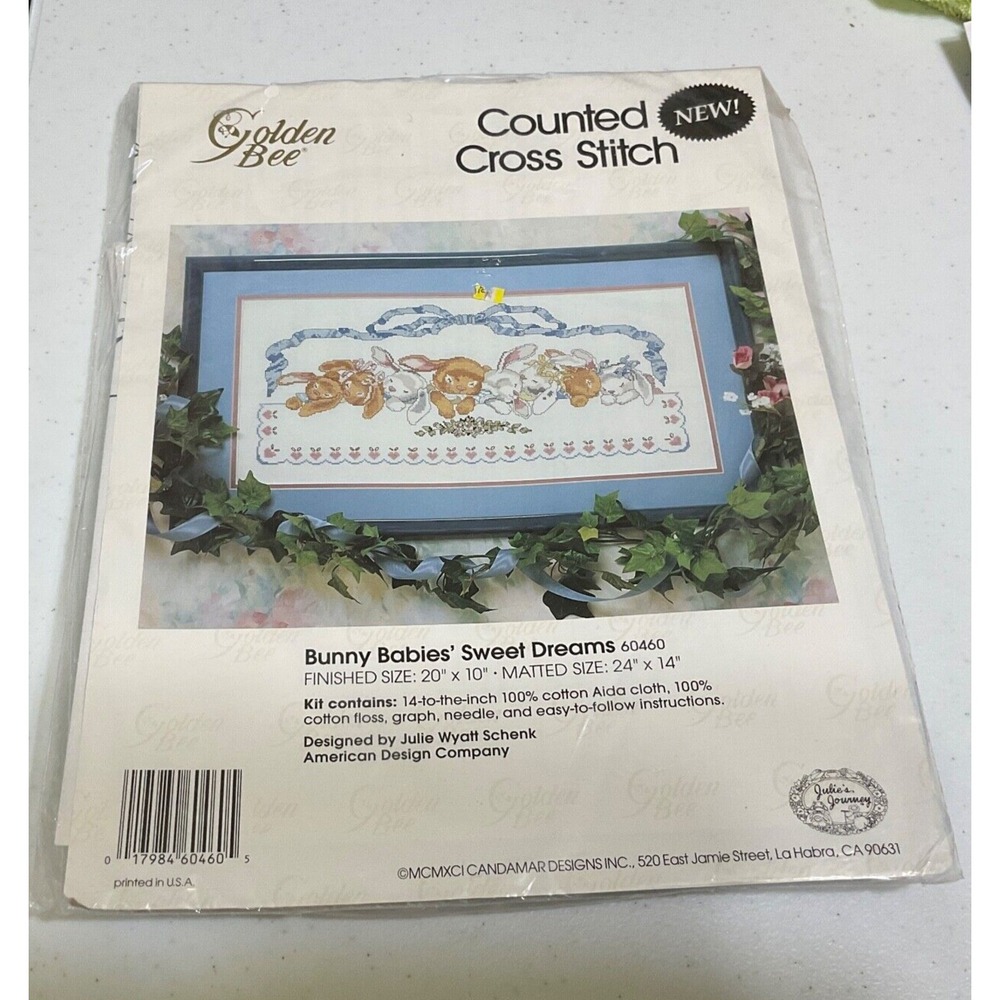 Golden
Bee®
Counted
Cross Stitch
NEW!
Bunny Babies' Sweet Dreams 60460
FINISHED SIZE: 20" x 10" · MATTED SIZE: 24" x 14"
Kit contains: 14-to-the-inch 100% cotton Aida cloth, 100%
cotton floss, graph, needle, and easy-to-follow instructions.
Designed by Julie Wyatt Schenk
American Design Company
Julie's
Journey
0 17984 60460 5
printed in U.S.A.
©MCMXCI CANDAMAR DESIGNS INC., 520 East Jamie Street, La Habra, CA 90631